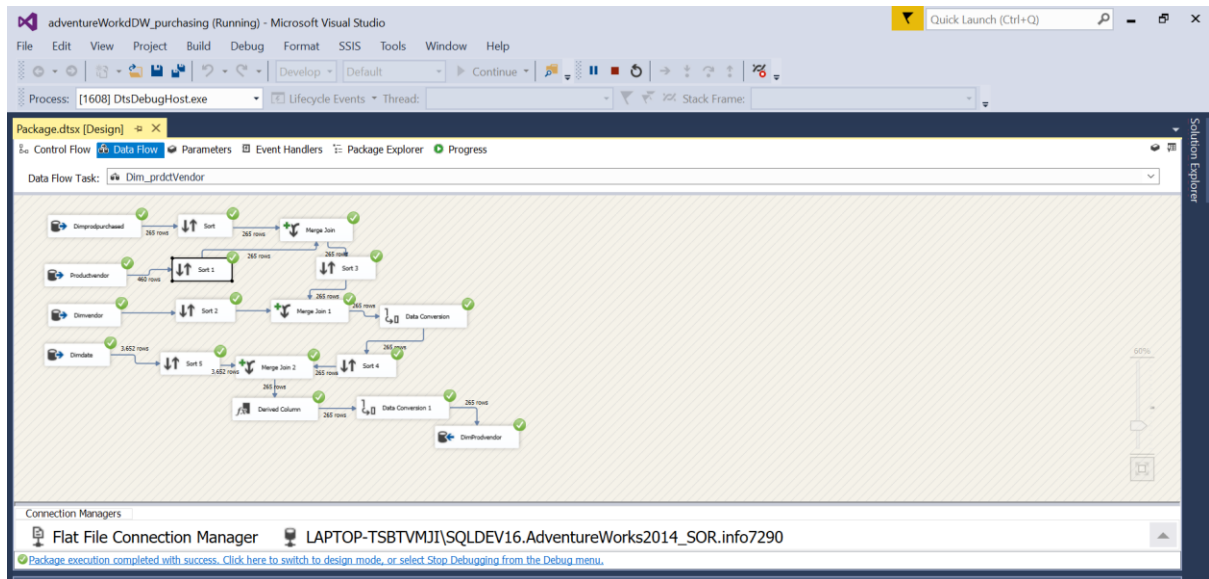 adventureWorkdDW_purchasing (Running) - Microsoft Visual Studio
Quick Launch (Ctrl+Q)
File Edit View Project Build Debug Format SSIS Tools Window Help
Develop Default Continue
Process: [1608] DtsDebugHost.exe Lifecycle Events Thread: Stack Frame:
Package.dtsx [Design]
Solution Explorer
Control Flow Data Flow Parameters Event Handlers Package Explorer Progress
Data Flow Task: Dim_prdctVendor
Dimprodpurchased
265 rows
Sort
265 rows
Merge Join
265 rows
265 rows
Productvendor
460 rows
Sort 1
Sort 3
265 rows
Dimvendor
Sort 2
Merge Join 1
265 rows
Data Conversion
265 rows
Dimdate
3.652 rows
Sort 5
3.652 rows
Merge Join 2
265 rows
Sort 4
60%
265 rows
Derived Column
265 rows
Data Conversion 1
265 rows
DimProdvendor
Connection Managers
Flat File Connection Manager LAPTOP-TSBTVMJI\SQLDEV16.AdventureWorks2014_SOR.info7290
Package execution completed with success. Click here to switch to design mode, or select Stop Debugging from the Debug menu.